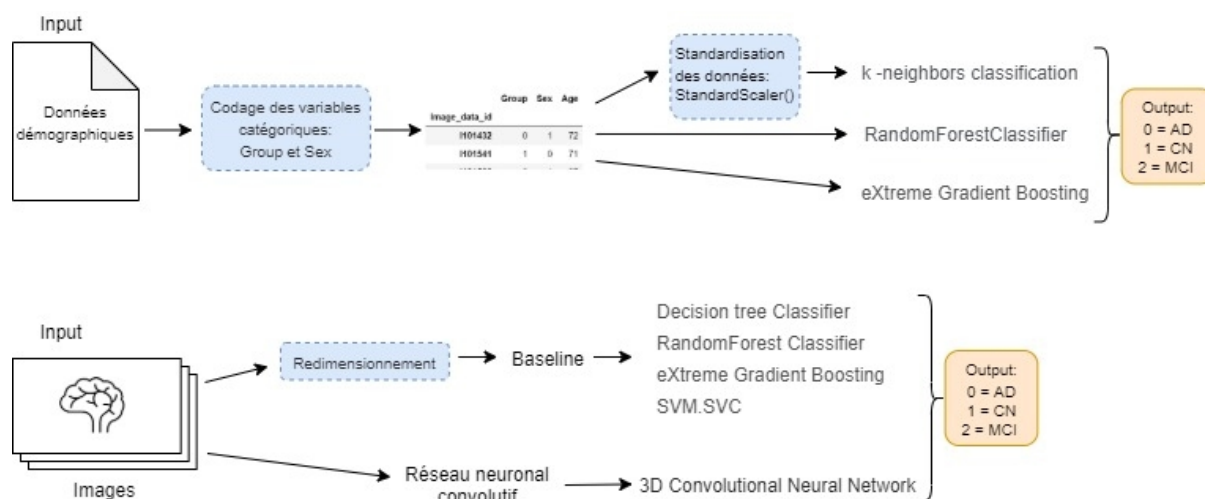 Input
Données
démographiques
Codage des variables
catégoriques:
Group et Sex
Group Sex Age
Image_data_id
I101432 0 1 72
I101541 1 0 71
Standardisation
des données:
StandardScaler()
k -neighbors classification
RandomForestClassifier
eXtreme Gradient Boosting
Output:
0 = AD
1 = CN
2 = MCI
Input
Images
Redimensionnement
Baseline
Decision tree Classifier
RandomForest Classifier
eXtreme Gradient Boosting
SVM.SVC
Réseau neuronal
convolutif
3D Convolutional Neural Network
Output:
0 = AD
1 = CN
2 = MCI